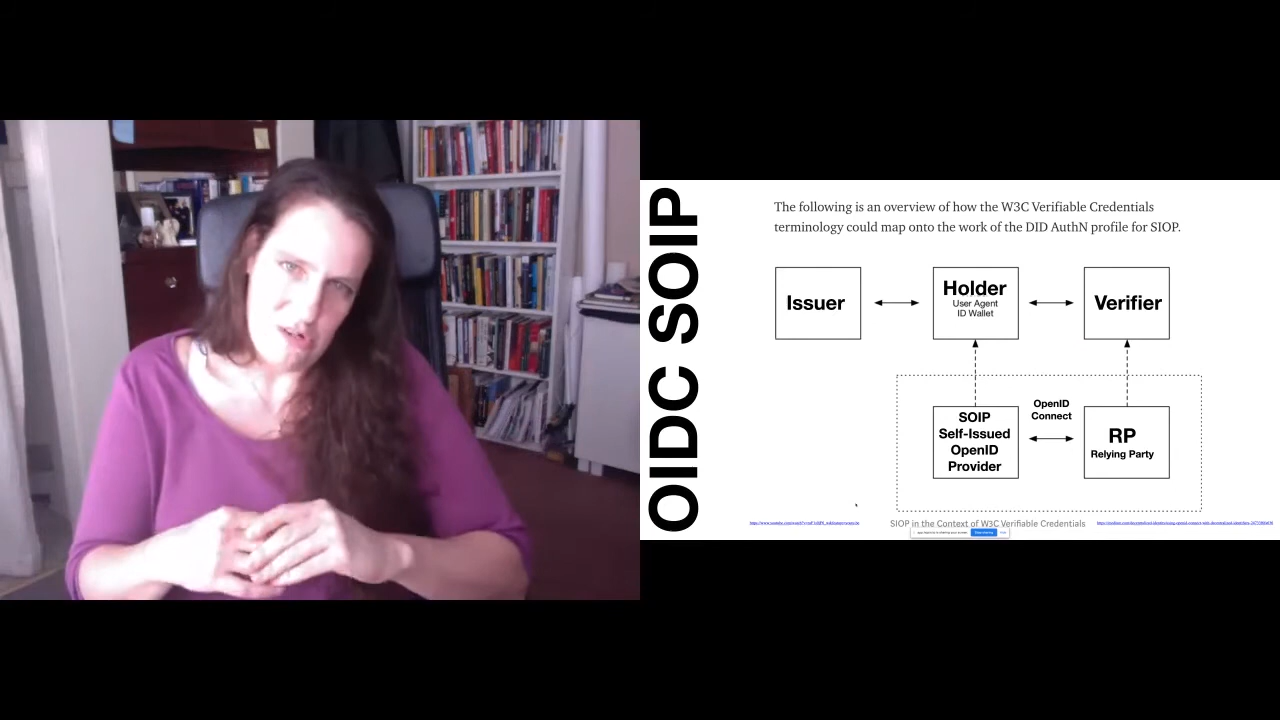 OIDC SOIP
The following is an overview of how the W3C Verifiable Credentials
terminology could map onto the work of the DID AuthN profile for SIOP.
Issuer
Holder
User Agent
ID Wallet
Verifier
OpenID
Connect
SOIP
Self-Issued
OpenID
Provider
RP
Relying Party
SIOP in the Context of W3C Verifiable Credentials